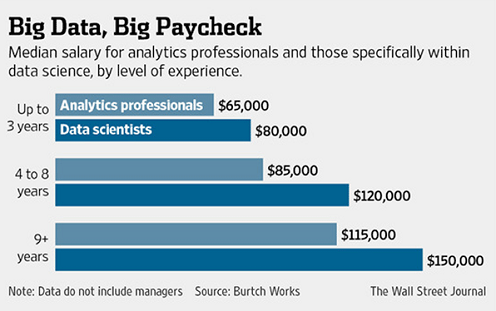 Big Data, Big Paycheck
Median salary for analytics professionals and those specifically within
data science, by level of experience.
Up to
3 years
Analytics professionals
$65,000
Data scientists
$80,000
4 to 8
years
$85,000
$120,000
9+
years
$115,000
$150,000
Note: Data do not include managers Source: Burtch Works
The Wall Street Journal